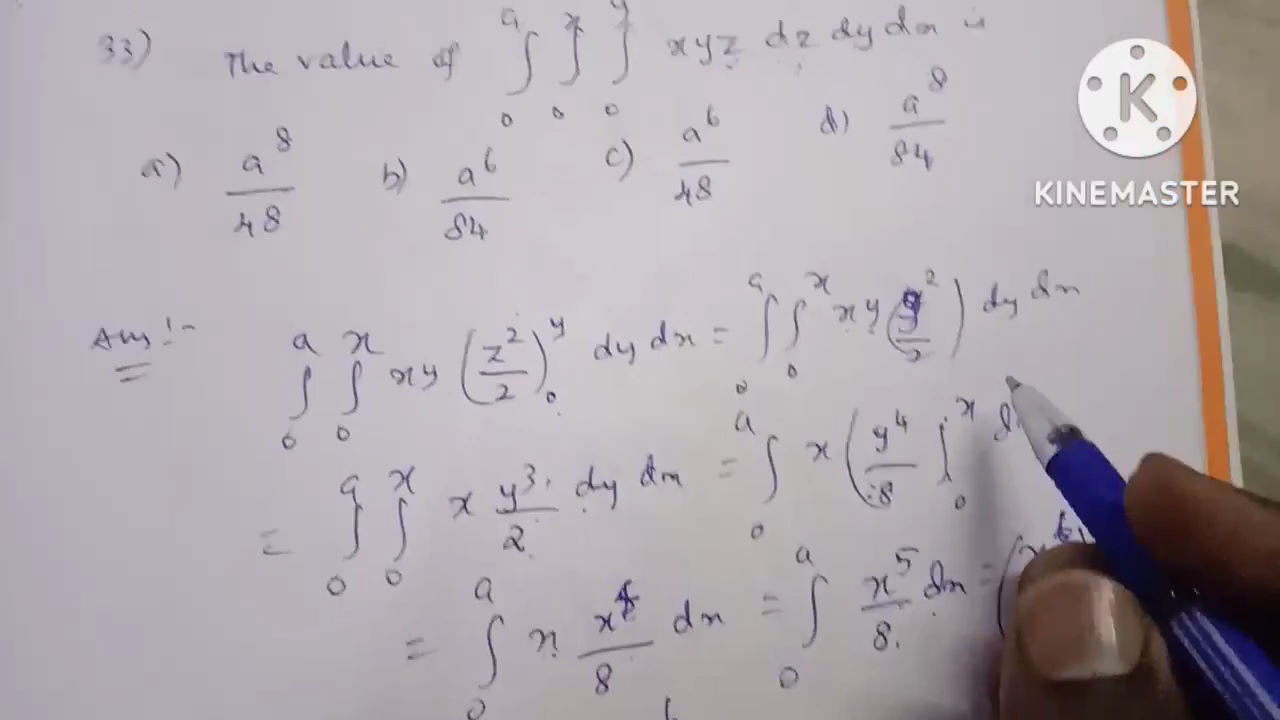 33) The value of ∫₀ᵃ ∫₀ˣ ∫₀ʸ xyz dz dy dx is
a) a⁸/48 b) a⁶/84 c) a⁶/48 d) a⁸/84
KINEMASTER
Ans:- ∫₀ᵃ ∫₀ˣ xy (z²/2)₀ʸ dy dx = ∫₀ᵃ ∫₀ˣ xy (y²/2) dy dx
= ∫₀ᵃ ∫₀ˣ x y³/2 dy dx = ∫₀ᵃ x (y⁴/8)₀ˣ
= ∫₀ᵃ x x⁴/8 dx = ∫₀ᵃ x⁵/8 dx = (x⁶